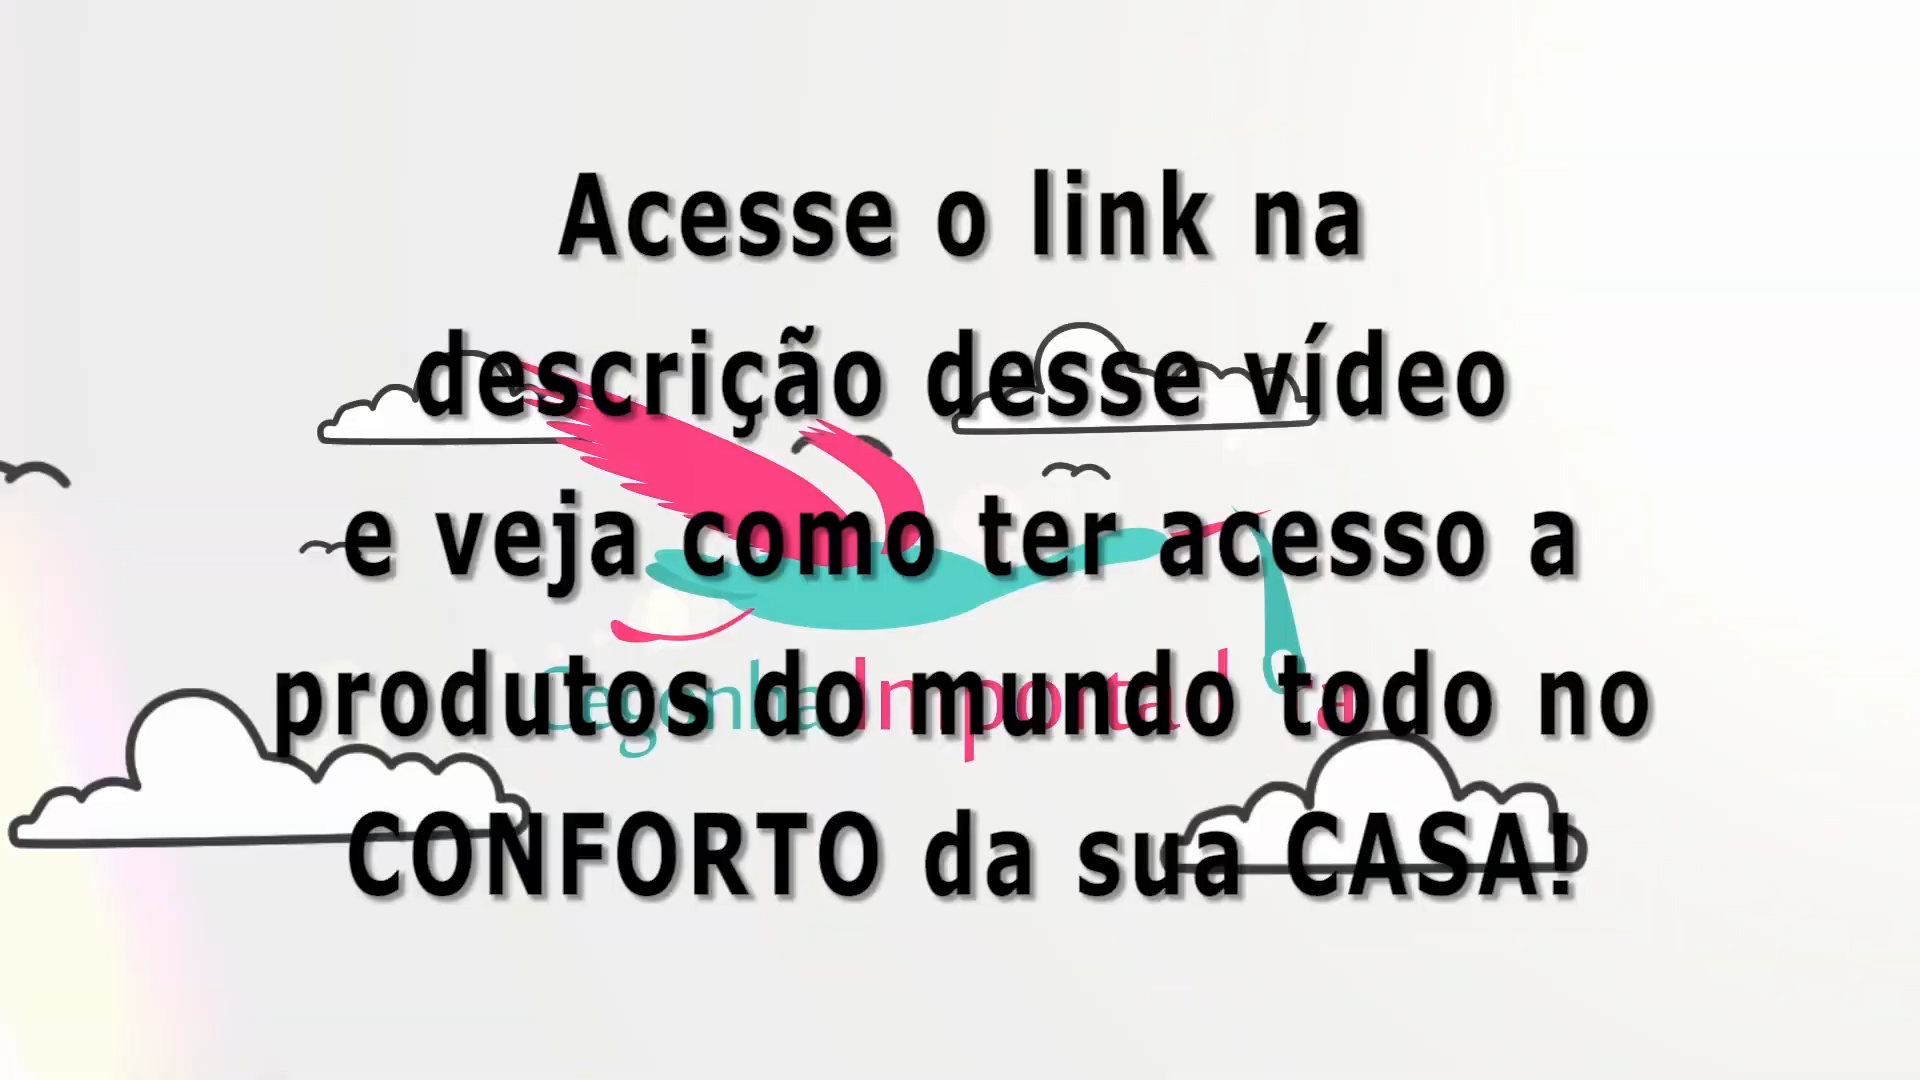 Acesse o link na
descrição desse vídeo
e veja como ter acesso a
produtos do mundo todo no
CONFORTO da sua CASA!
Cegonha